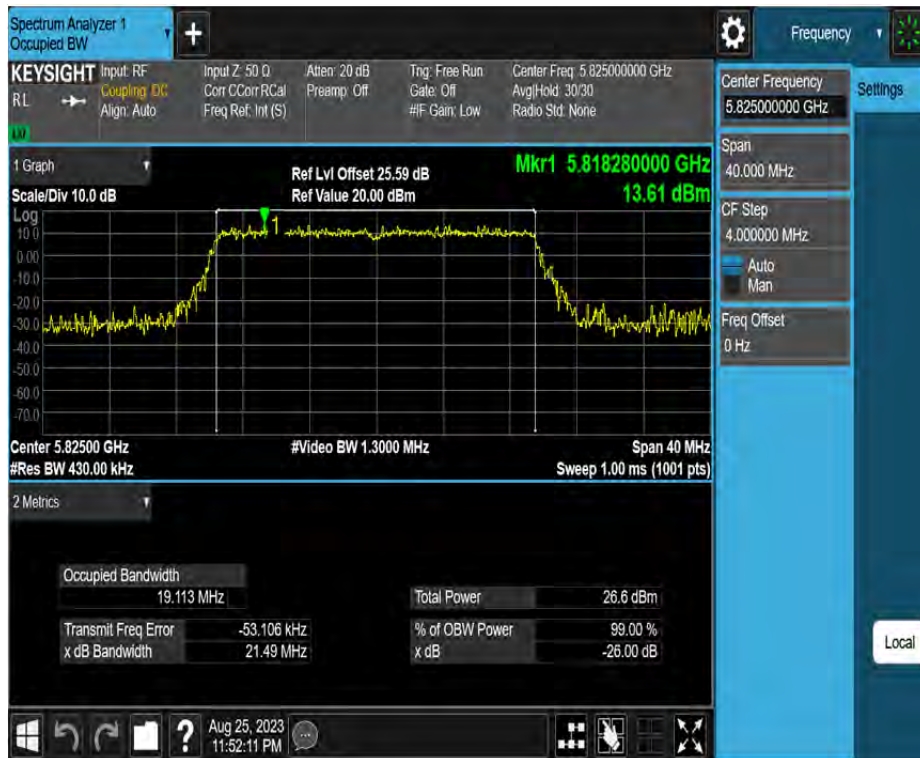 Spectrum Analyzer 1
Occupied BW
+
Frequency
KEYSIGHT
RL
Input: RF
Coupling: DC
Align: Auto
Input Z: 50 Ω
Corr CCorr RCal
Freq Ref: Int (S)
Atten: 20 dB
Preamp: Off
Trig: Free Run
Gate: Off
#IF Gain: Low
Center Freq: 5.825000000 GHz
Avg|Hold: 30/30
Radio Std: None
LXI
Center Frequency
5.825000000 GHz
Settings
Span
40.000 MHz
CF Step
4.000000 MHz
Auto
Man
Freq Offset
0 Hz
1 Graph
Scale/Div 10.0 dB
Ref Lvl Offset 25.59 dB
Ref Value 20.00 dBm
Mkr1 5.818280000 GHz
13.61 dBm
Log
1
10.0
0.00
-10.0
-20.0
-30.0
-40.0
-50.0
-60.0
-70.0
Center 5.82500 GHz
#Video BW 1.3000 MHz
Span 40 MHz
#Res BW 430.00 kHz
Sweep 1.00 ms (1001 pts)
2 Metrics
Occupied Bandwidth
19.113 MHz
Total Power 26.6 dBm
Transmit Freq Error -53.106 kHz
% of OBW Power 99.00 %
x dB Bandwidth 21.49 MHz
x dB -26.00 dB
Local
?
Aug 25, 2023
11:52:11 PM